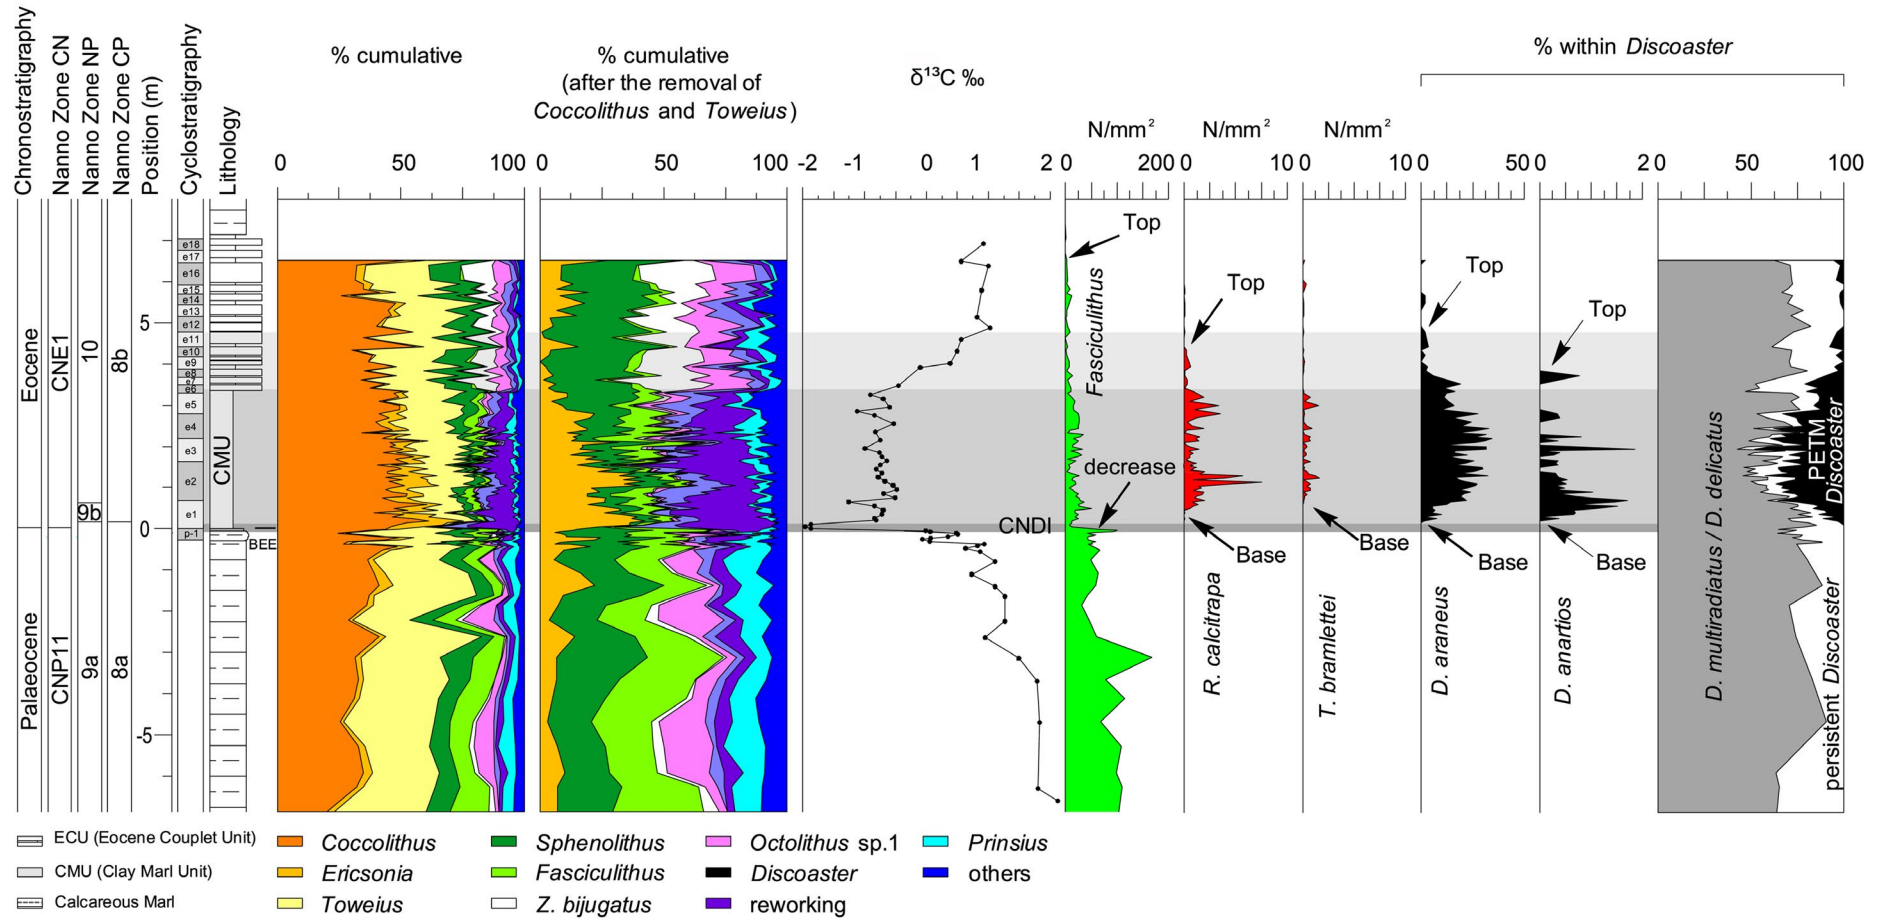 Chronostratigraphy
Nanno Zone CN
Nanno Zone NP
Nanno Zone CP
Position (m)
Cyclostratigraphy
Lithology
% cumulative
0 50 100
% cumulative
(after the removal of
Coccolithus and Toweius)
0 50 100
δ¹³C ‰
-2 -1 0 1 2
N/mm²
0 200
N/mm²
0 10
N/mm²
0 10
% within Discoaster
0 50
0 20
0 50 100
Eocene
Palaeocene
CNE1
CNP11
10
9b
9a
8b
8a
5
0
-5
e18
e17
e16
e15
e14
e13
e12
e11
e10
e9
e8
e7
e6
e5
e4
e3
e2
e1
p-1
CMU
BEE
CNDI
Top
Fasciculithus
decrease
Top
Base
R. calcitrapa
Base
T. bramlettei
Top
Base
D. araneus
Top
Base
D. anartios
D. multiradiatus / D. delicatus
PETM
Discoaster
persistent Discoaster
ECU (Eocene Couplet Unit)
CMU (Clay Marl Unit)
Calcareous Marl
Coccolithus
Ericsonia
Toweius
Sphenolithus
Fasciculithus
Z. bijugatus
Octolithus sp.1
Discoaster
reworking
Prinsius
others